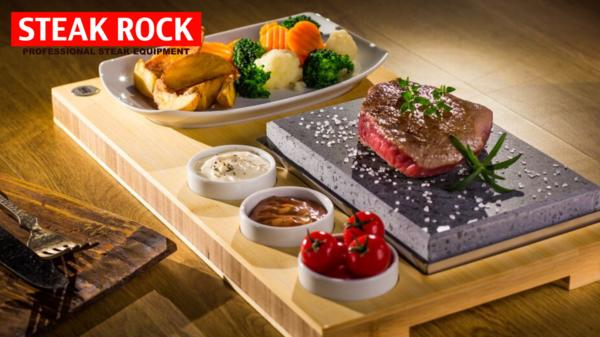 STEAK ROCK
PROFESSIONAL STEAK EQUIPMENT